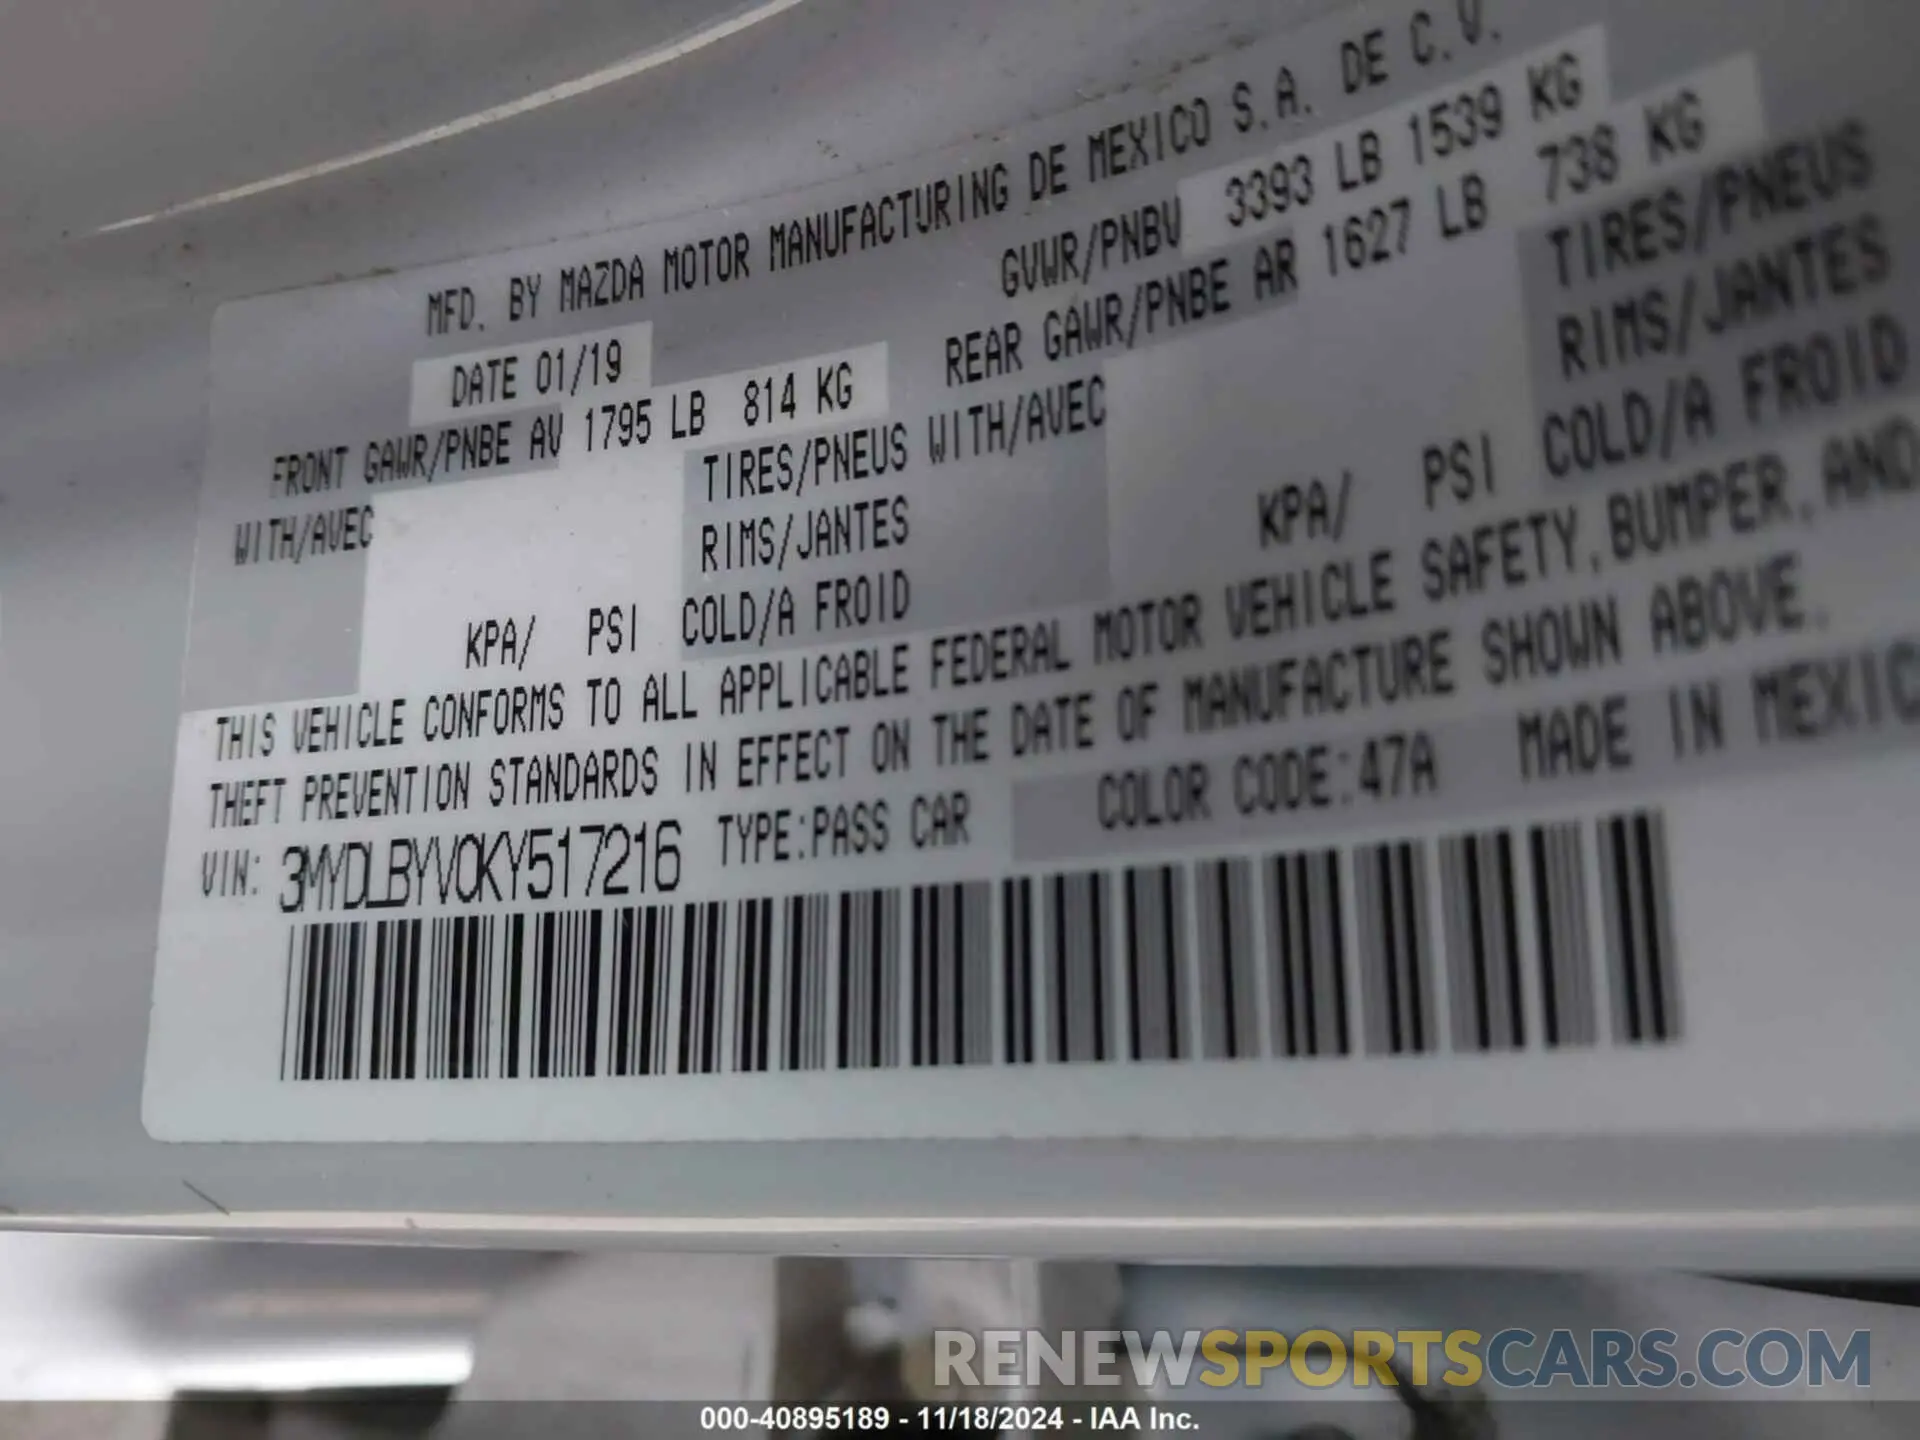 MFD. BY MAZDA MOTOR MANUFACTURING DE MEXICO S.A. DE C.V.
DATE 01/19 GVWR/PNBV 3393 LB 1539 KG
FRONT GAWR/PNBE AV 1795 LB 814 KG REAR GAWR/PNBE AR 1627 LB 738 KG
WITH/AVEC TIRES/PNEUS WITH/AVEC TIRES/PNEUS
RIMS/JANTES RIMS/JANTES
KPA/ PSI COLD/A FROID KPA/ PSI COLD/A FROID
THIS VEHICLE CONFORMS TO ALL APPLICABLE FEDERAL MOTOR VEHICLE SAFETY, BUMPER, AND
THEFT PREVENTION STANDARDS IN EFFECT ON THE DATE OF MANUFACTURE SHOWN ABOVE.
VIN: 3MYDLBYV0KY517216 TYPE:PASS CAR COLOR CODE:47A MADE IN MEXIC
RENEWSPORTSCARS.COM
000-40895189 - 11/18/2024 - IAA Inc.